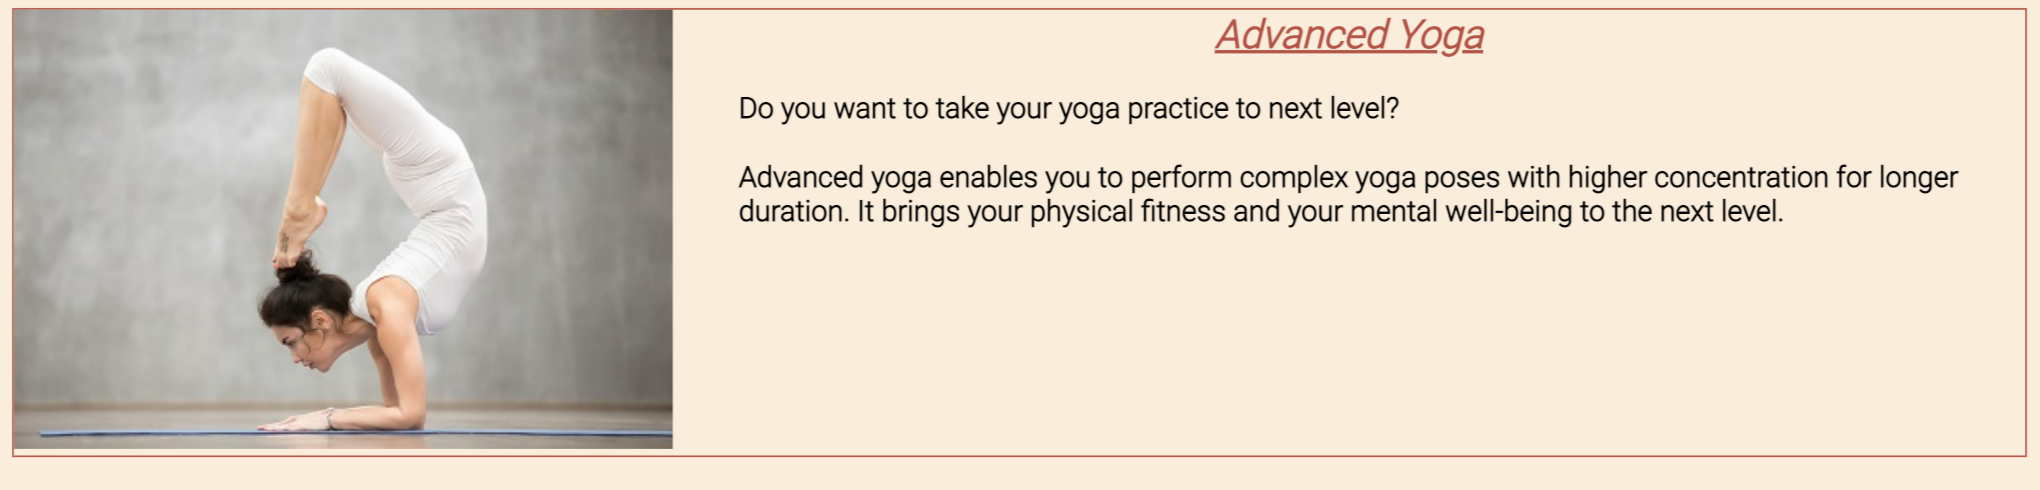 Advanced Yoga
Do you want to take your yoga practice to next level?
Advanced yoga enables you to perform complex yoga poses with higher concentration for longer
duration. It brings your physical fitness and your mental well-being to the next level.